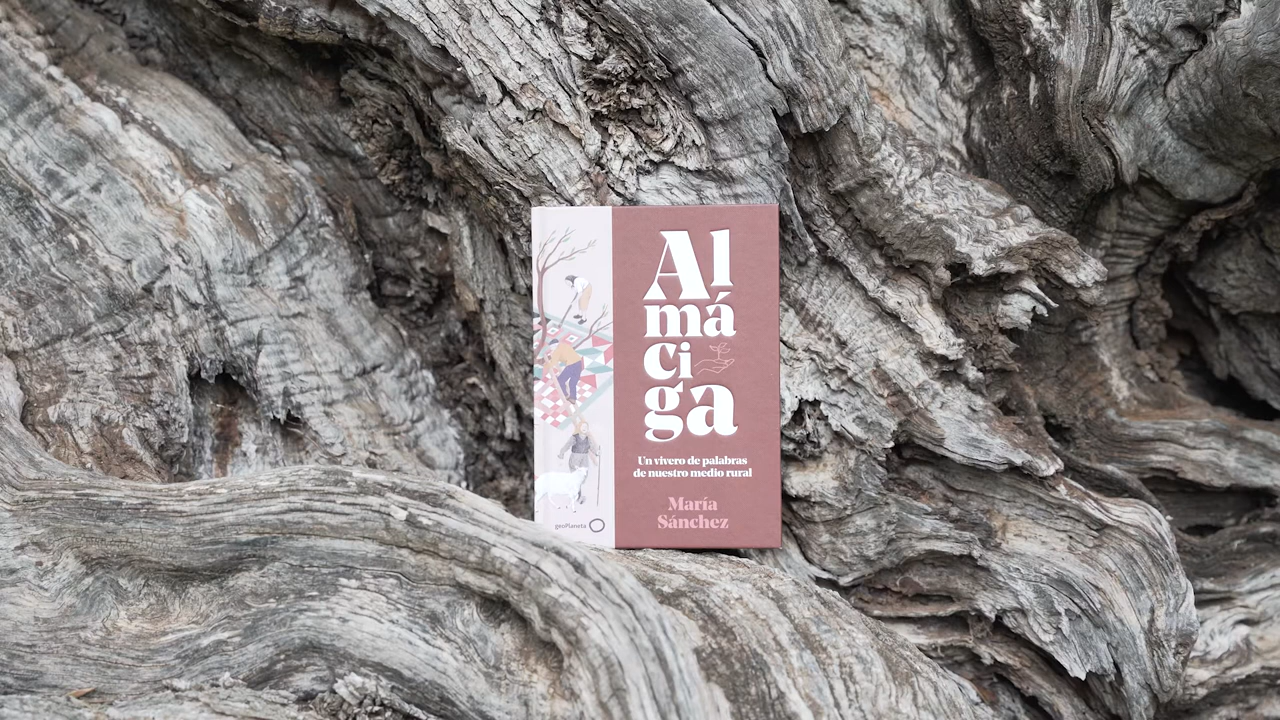 Al
má
ci
ga
Un vivero de palabras
de nuestro medio rural
María
Sánchez
geoPlaneta